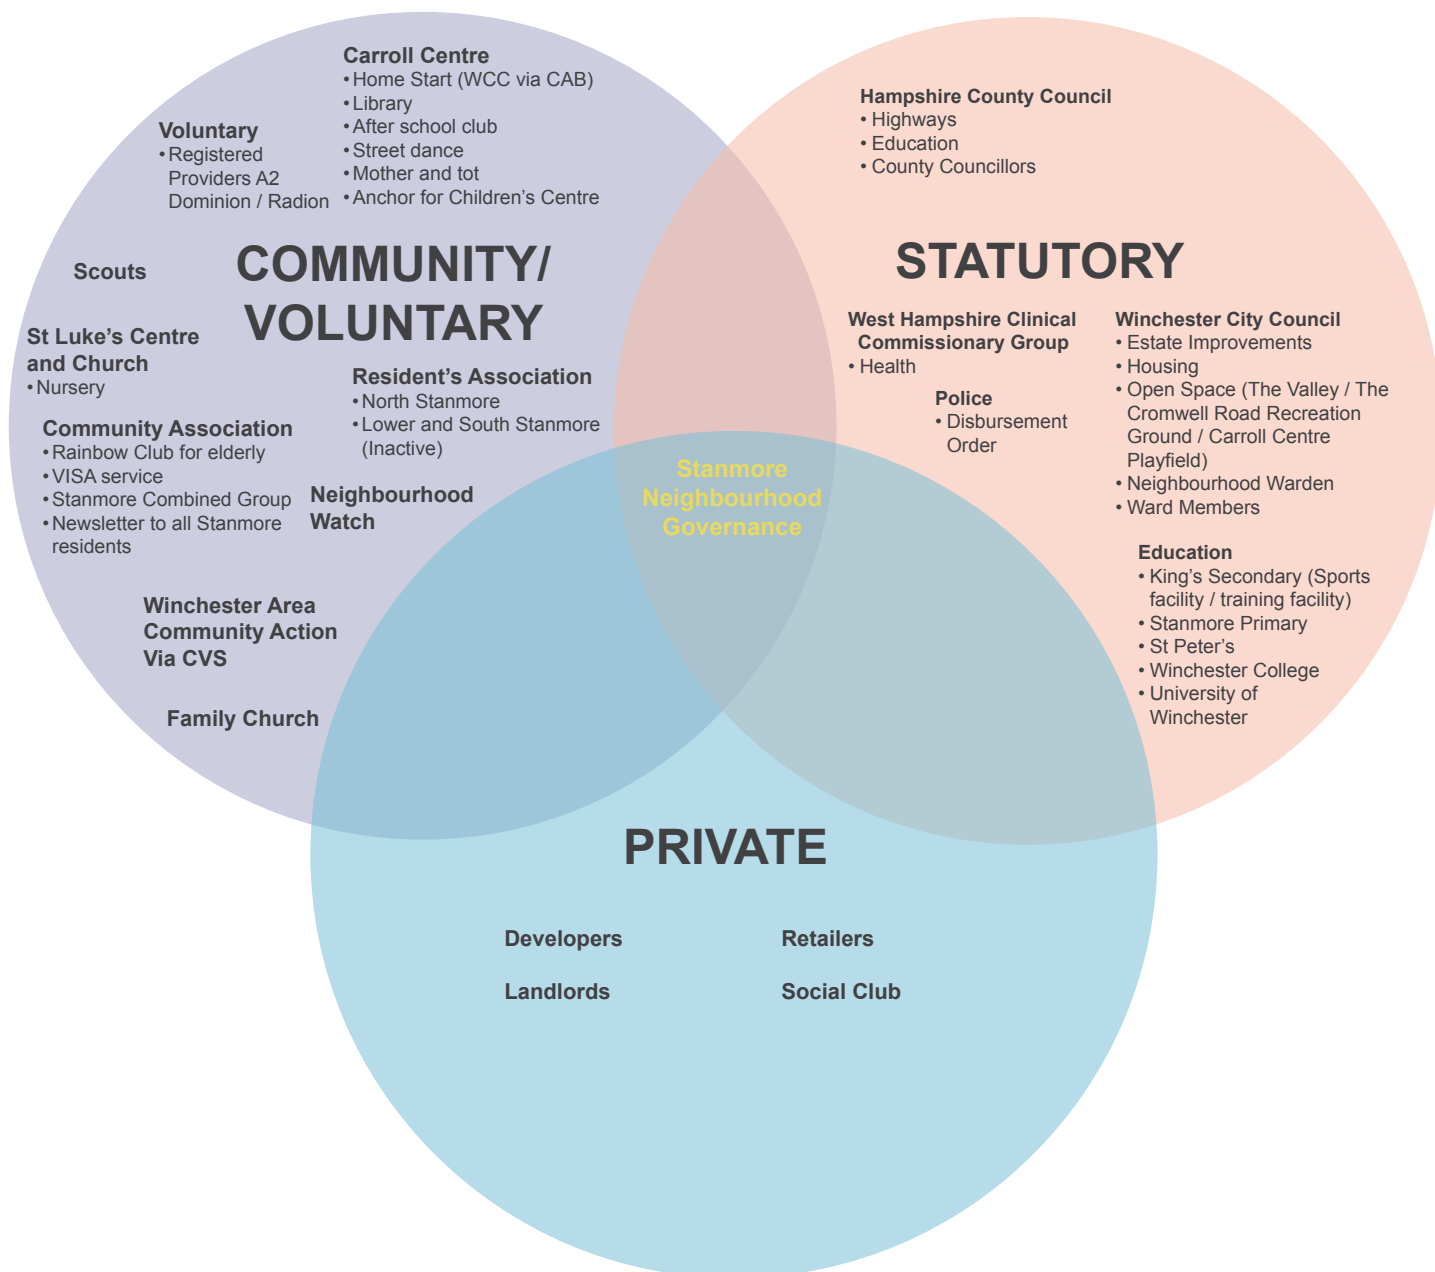 Carroll Centre
• Home Start (WCC via CAB)
• Library
• After school club
• Street dance
• Mother and tot
• Anchor for Children's Centre
Voluntary
• Registered
Providers A2
Dominion / Radion
COMMUNITY/
VOLUNTARY
Scouts
St Luke's Centre
and Church
• Nursery
Resident's Association
• North Stanmore
• Lower and South Stanmore
(Inactive)
Community Association
• Rainbow Club for elderly
• VISA service
• Stanmore Combined Group
• Newsletter to all Stanmore
residents
Neighbourhood
Watch
Winchester Area
Community Action
Via CVS
Family Church
Stanmore
Neighbourhood
Governance
Hampshire County Council
• Highways
• Education
• County Councillors
STATUTORY
West Hampshire Clinical
Commissionary Group
• Health
Police
• Disbursement
Order
Winchester City Council
• Estate Improvements
• Housing
• Open Space (The Valley / The
Cromwell Road Recreation
Ground / Carroll Centre
Playfield)
• Neighbourhood Warden
• Ward Members
Education
• King's Secondary (Sports
facility / training facility)
• Stanmore Primary
• St Peter's
• Winchester College
• University of
Winchester
PRIVATE
Developers
Retailers
Landlords
Social Club